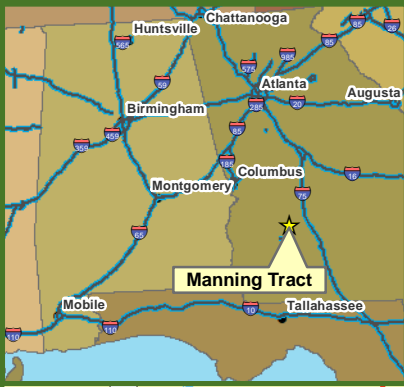 Chattanooga
Huntsville
85
26
565
985
575
59
Atlanta
Augusta
285
20
Birmingham
459
85
359
185
Columbus
16
Montgomery
75
65
Manning Tract
Mobile
10
Tallahassee
110
110